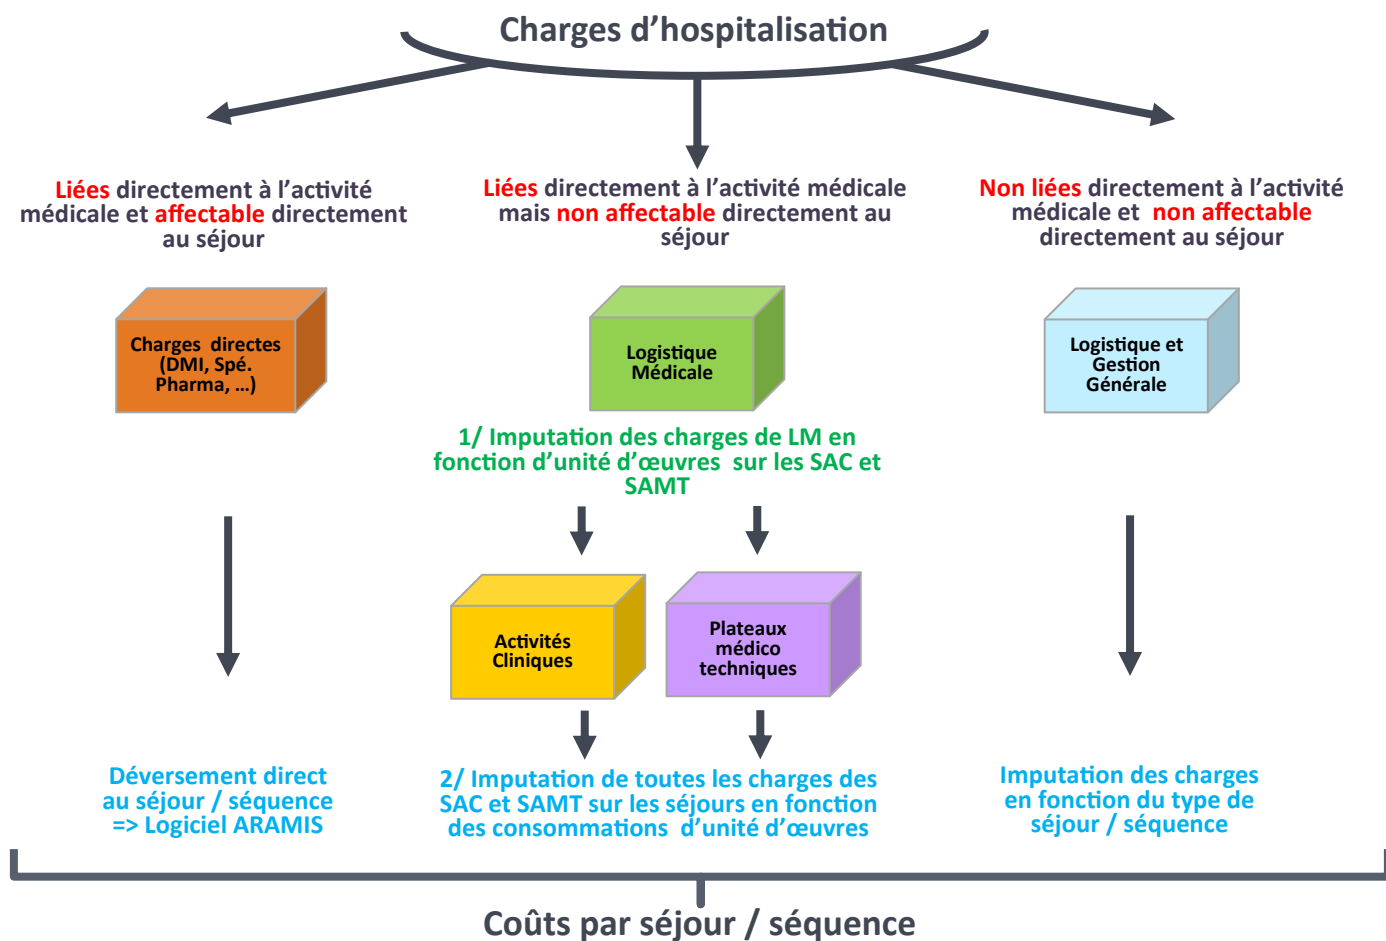 Charges d’hospitalisation
Liées directement à l’activité
médicale et affectable directement
au séjour
Liées directement à l’activité médicale
mais non affectable directement au
séjour
Non liées directement à l’activité
médicale et non affectable
directement au séjour
Charges directes
(DMI, Spé.
Pharma, ...)
Logistique
Médicale
Logistique et
Gestion
Générale
1/ Imputation des charges de LM en
fonction d’unité d’œuvres sur les SAC et
SAMT
Activités
Cliniques
Plateaux
médico
techniques
Déversement direct
au séjour / séquence
=> Logiciel ARAMIS
2/ Imputation de toutes les charges des
SAC et SAMT sur les séjours en fonction
des consommations d’unité d’œuvres
Imputation des charges
en fonction du type de
séjour / séquence
Coûts par séjour / séquence